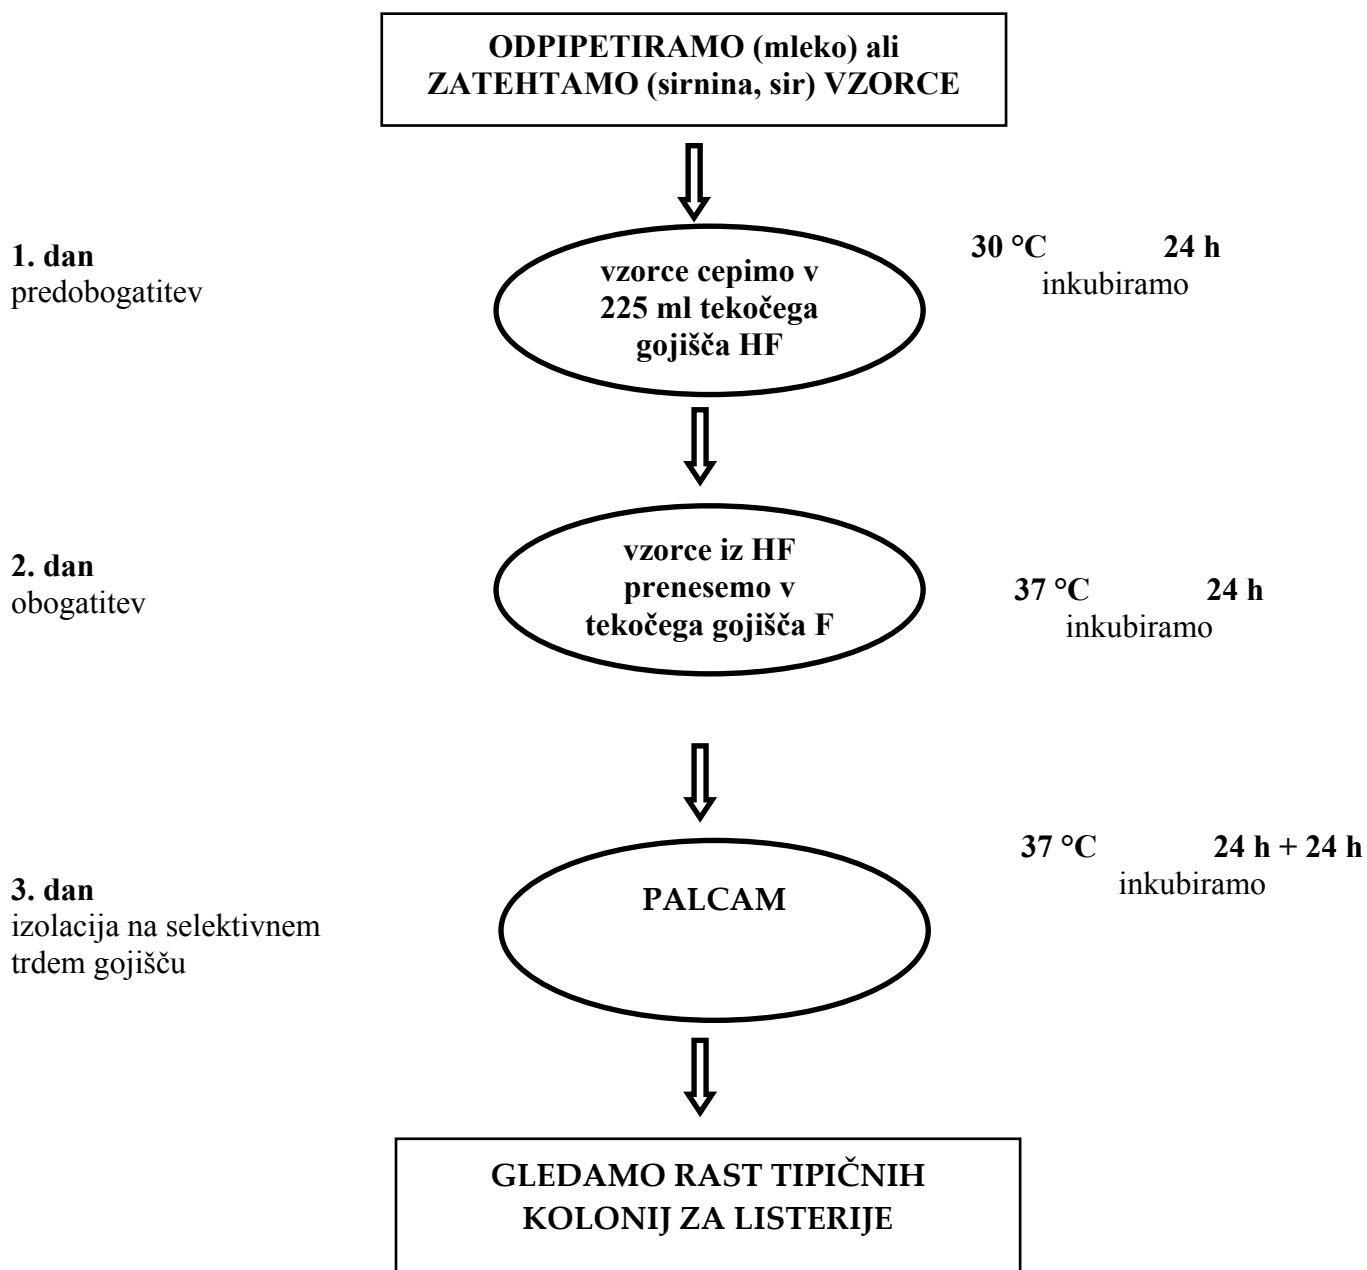 ODPIPETIRAMO (mleko) ali
ZATEHTAMO (sirnina, sir) VZORCE
1. dan
predobogatitev
vzorce cepimo v
225 ml tekočega
gojišča HF
30 °C 24 h
inkubiramo
2. dan
obogatitev
vzorce iz HF
prenesemo v
tekočega gojišča F
37 °C 24 h
inkubiramo
3. dan
izolacija na selektivnem
trdem gojišču
PALCAM
37 °C 24 h + 24 h
inkubiramo
GLEDAMO RAST TIPIČNIH
KOLONIJ ZA LISTERIJE